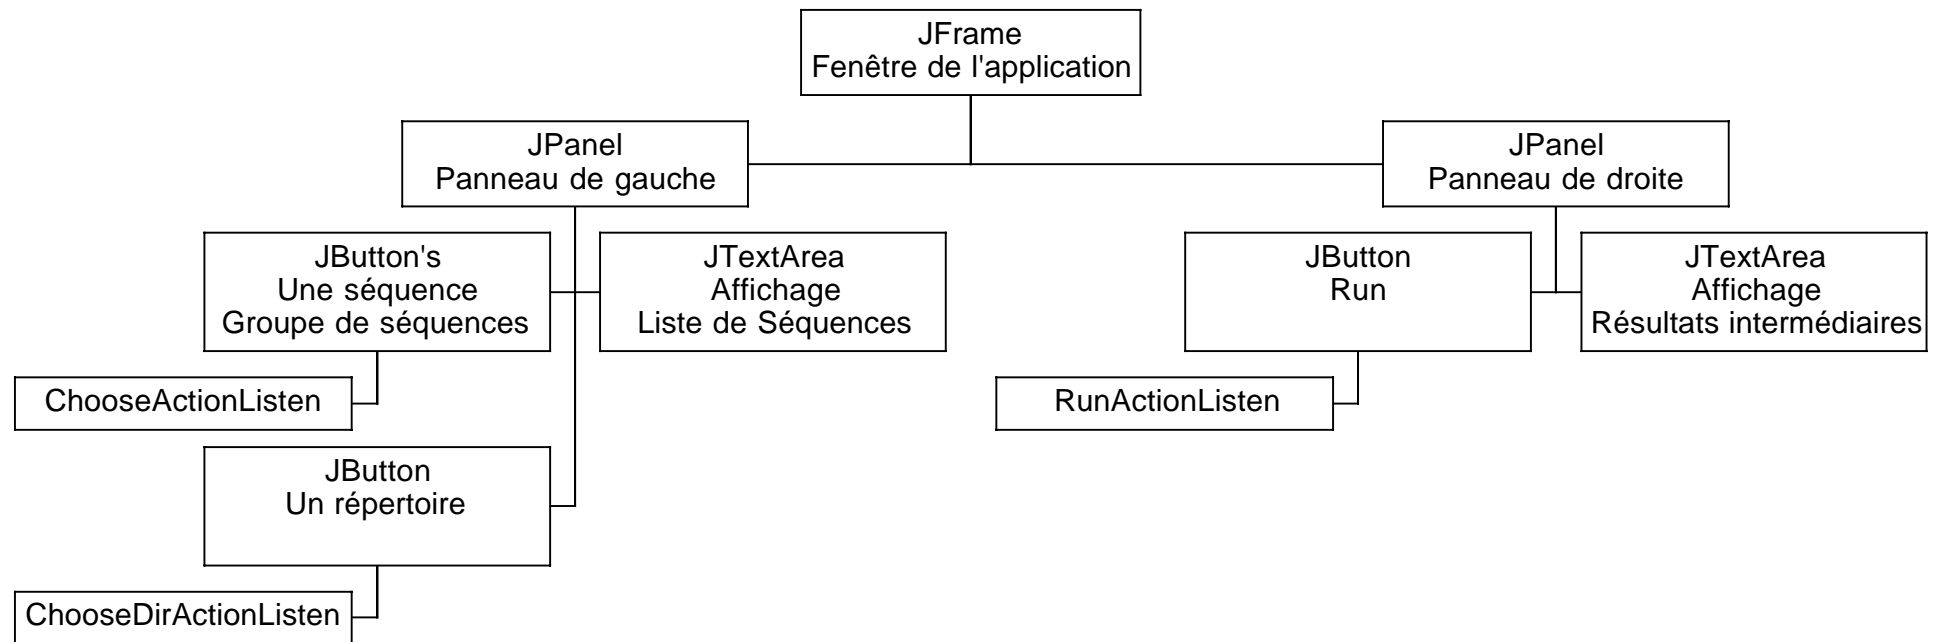 JFrame
Fenêtre de l'application
JPanel
Panneau de gauche
JPanel
Panneau de droite
JButton's
Une séquence
Groupe de séquences
JTextArea
Affichage
Liste de Séquences
JButton
Run
JTextArea
Affichage
Résultats intermédiaires
ChooseActionListen
RunActionListen
JButton
Un répertoire
ChooseDirActionListen